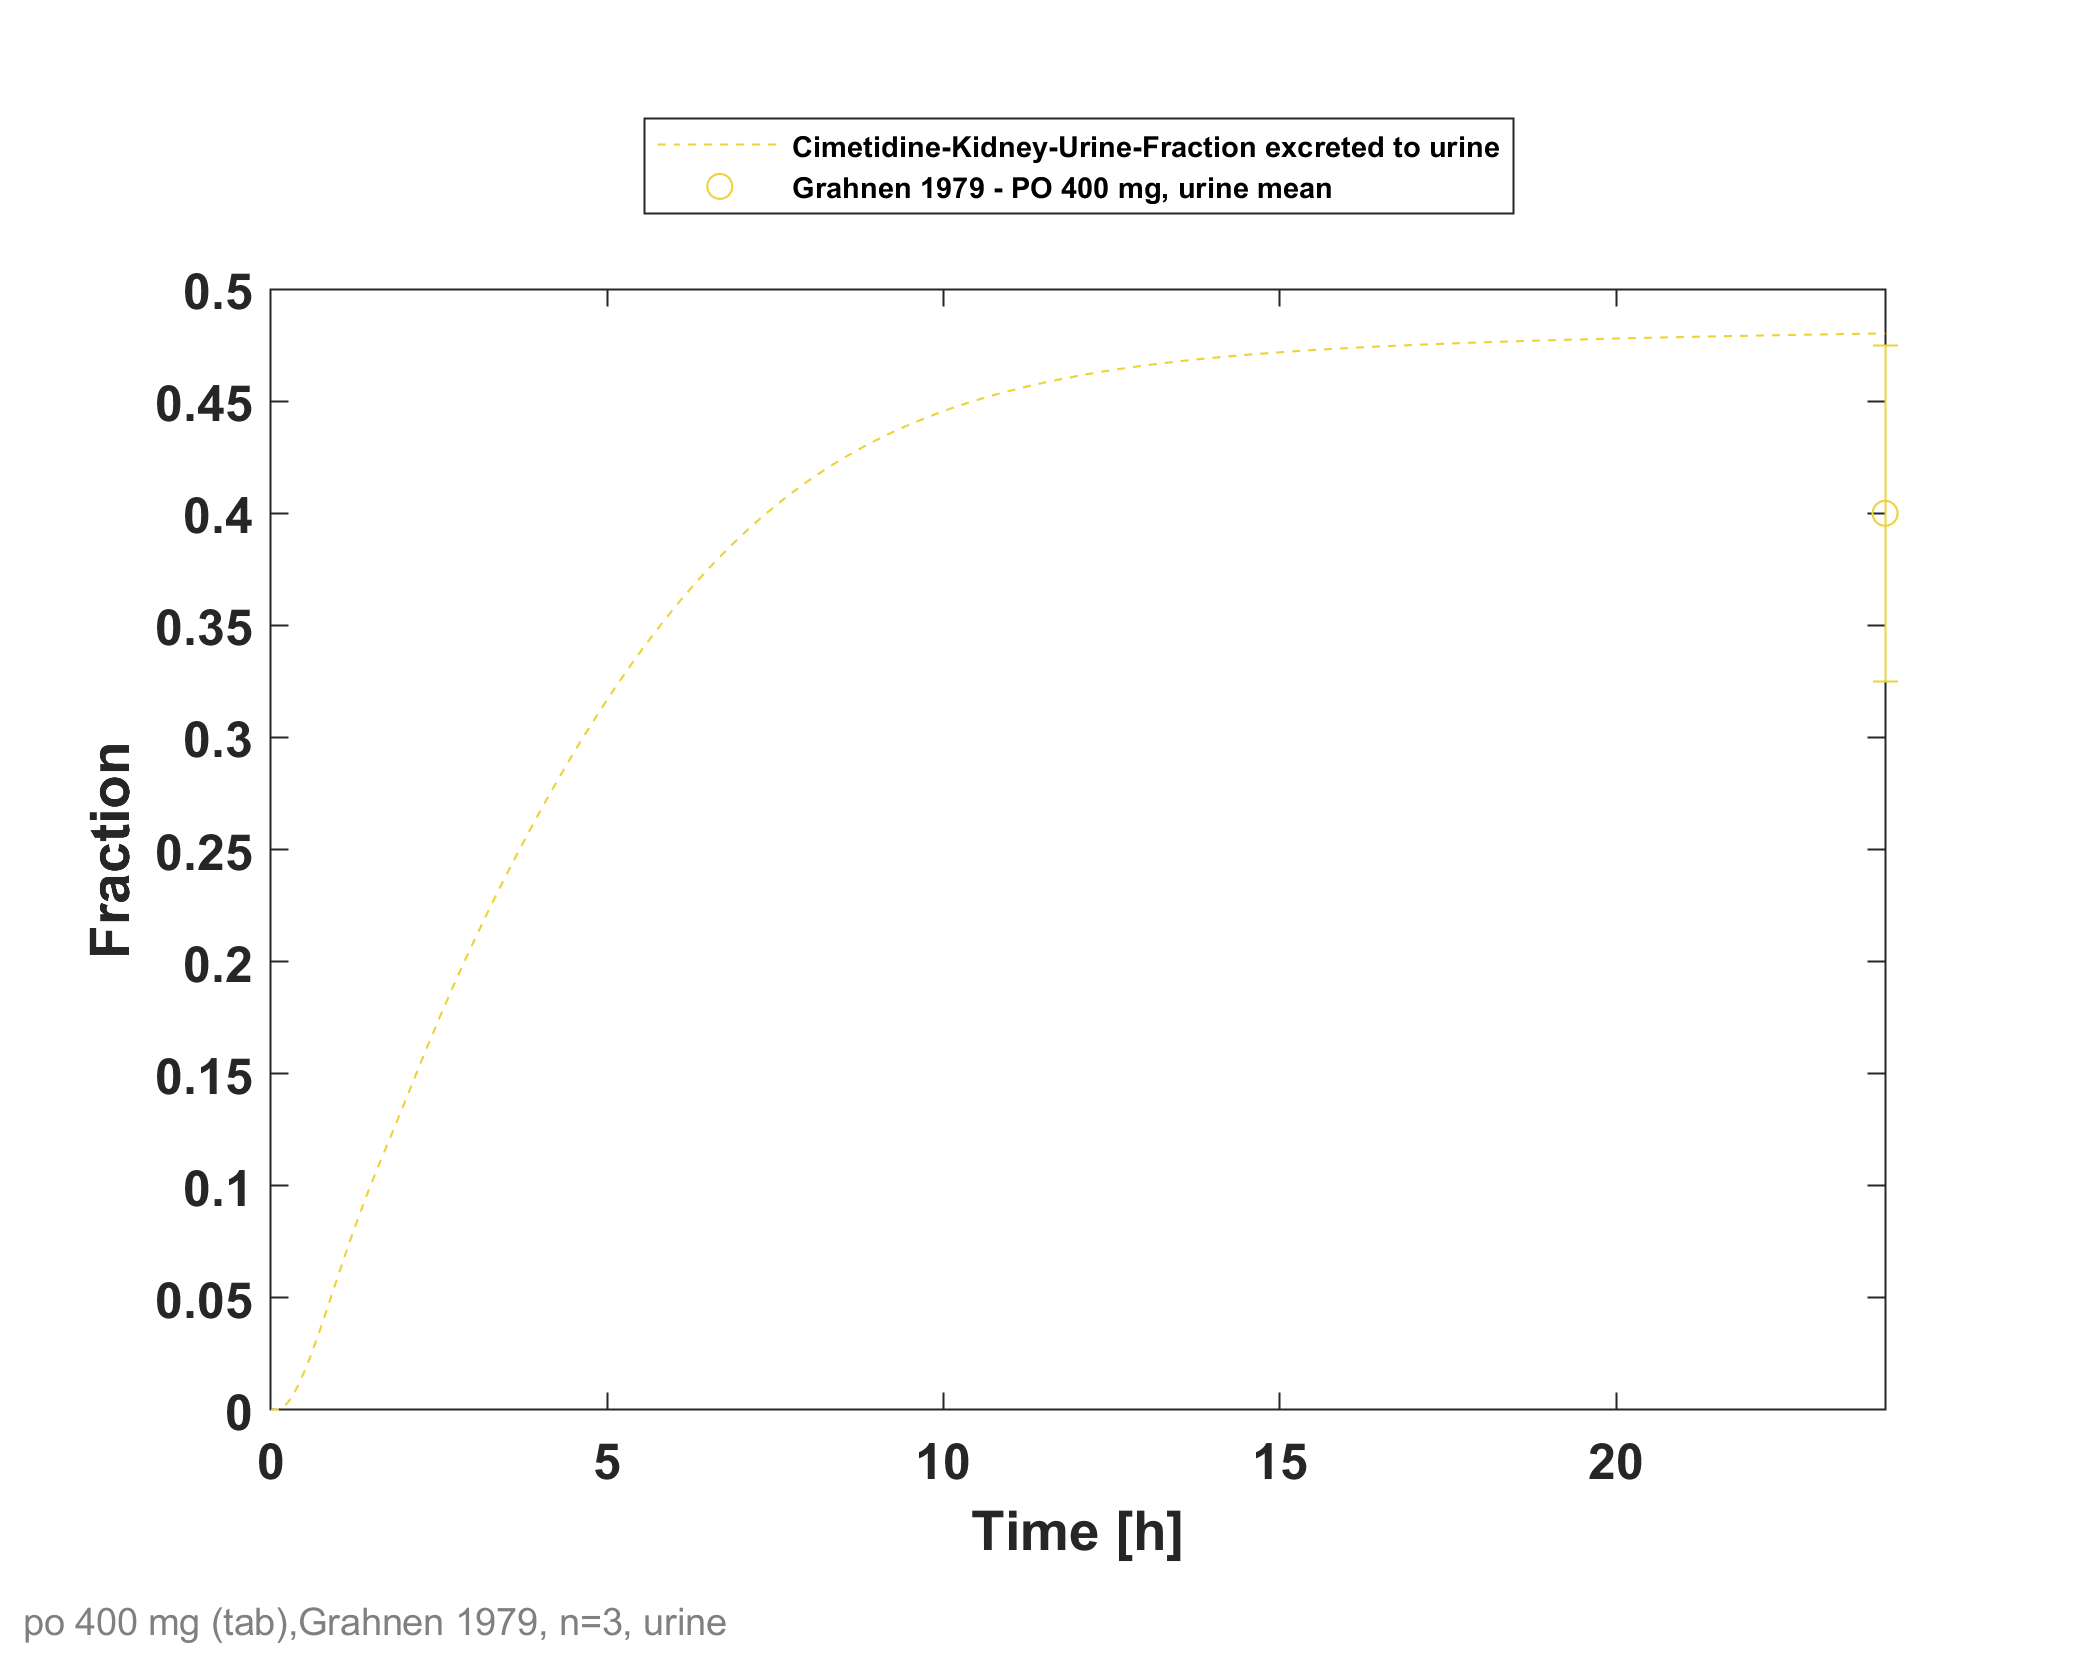 Cimetidine-Kidney-Urine-Fraction excreted to urine
Grahnen 1979 - PO 400 mg, urine mean
0.5
0.45
0.4
0.35
0.3
0.25
0.2
0.15
0.1
0.05
0
Fraction
0 5 10 15 20
Time [h]
po 400 mg (tab),Grahnen 1979, n=3, urine